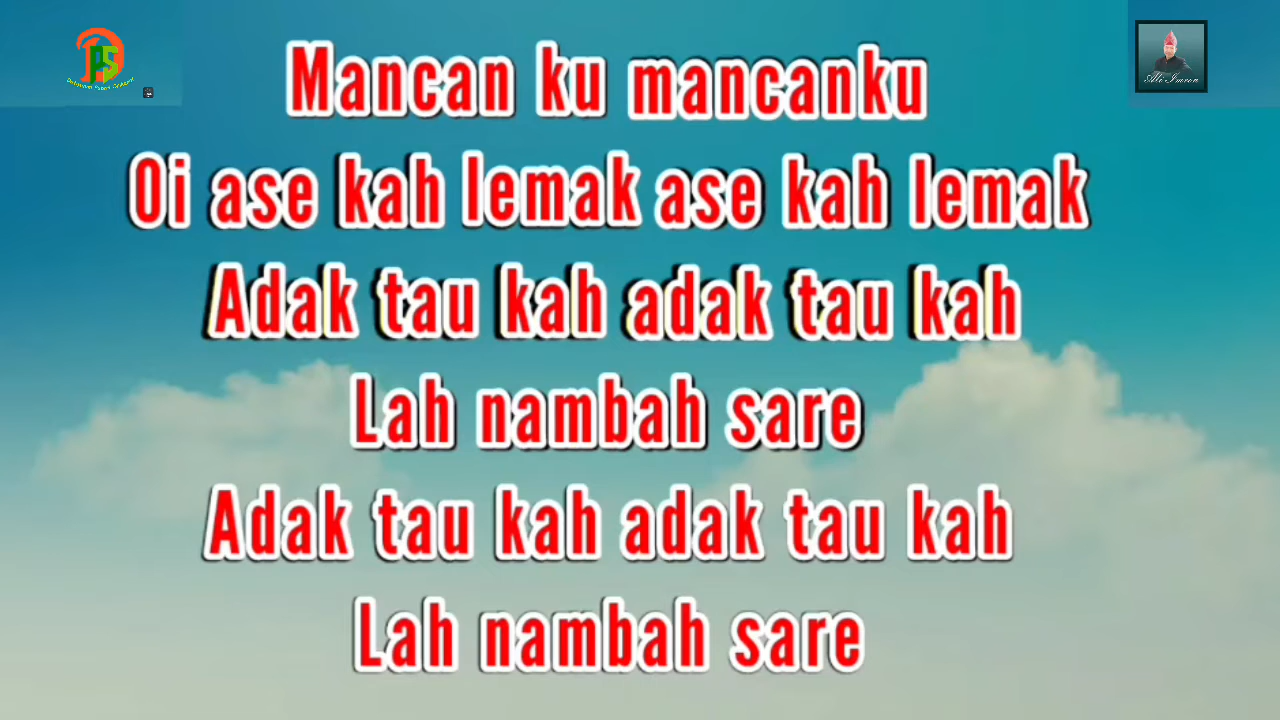 Mancan ku mancanku
Oi ase kah lemak ase kah lemak
Adak tau kah adak tau kah
Lah nambah sare
Adak tau kah adak tau kah
Lah nambah sare